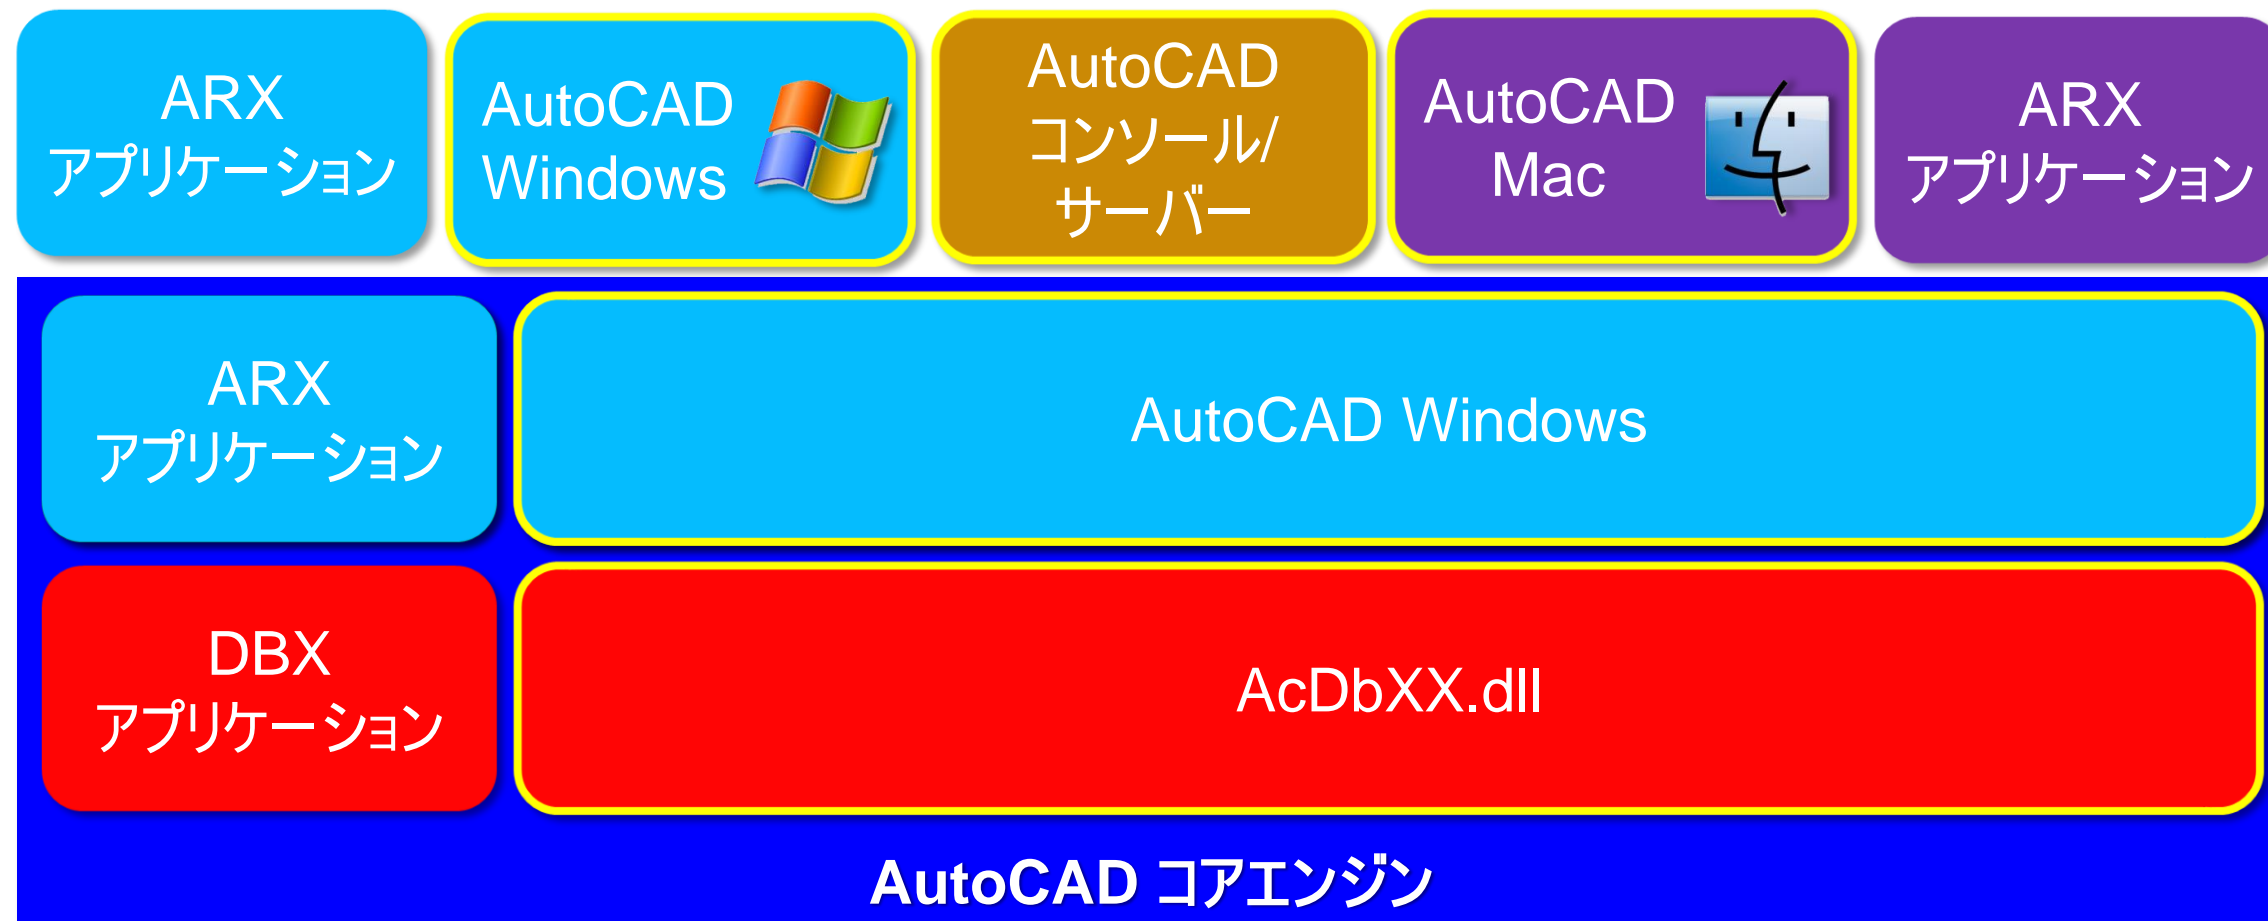 ARX
アプリケーション
AutoCAD
Windows
AutoCAD
コンソール/
サーバー
AutoCAD
Mac
ARX
アプリケーション
ARX
アプリケーション
AutoCAD Windows
DBX
アプリケーション
AcDbXX.dll
AutoCAD コアエンジン